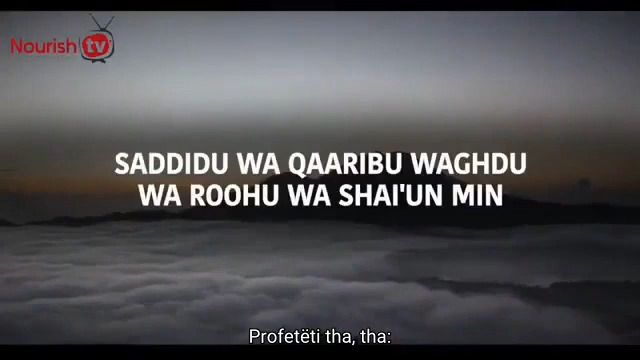 Nourish tv
SADDIDU WA QAARIBU WAGHDU
WA ROOHU WA SHAI'UN MIN
Profetëti tha, tha: